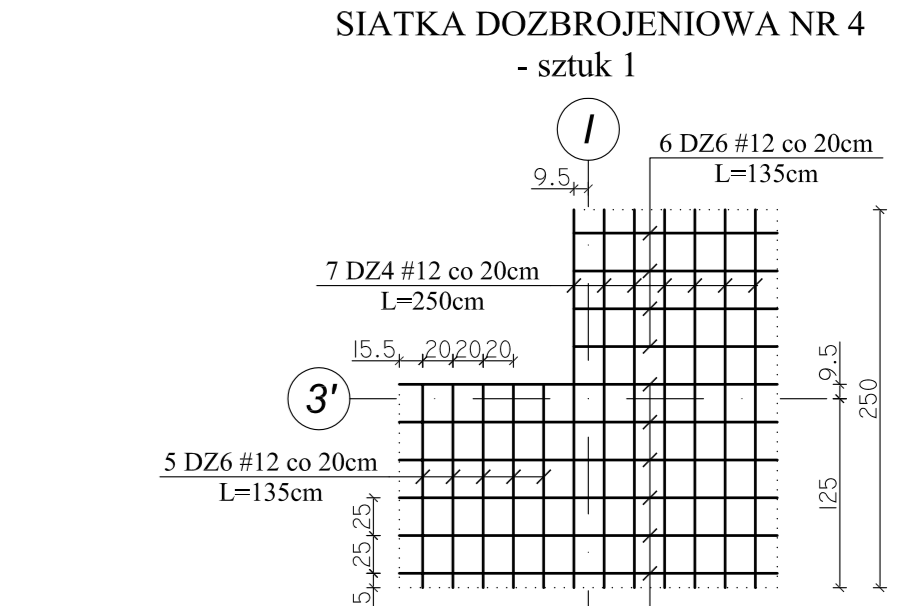 SIATKA DOZBROJENIOWA NR 4
- sztuk 1
I
6 DZ6 #12 co 20cm
L=135cm
9.5
7 DZ4 #12 co 20cm
L=250cm
15.5 20 20 20
9.5
3'
250
5 DZ6 #12 co 20cm
L=135cm
125
25
25
5